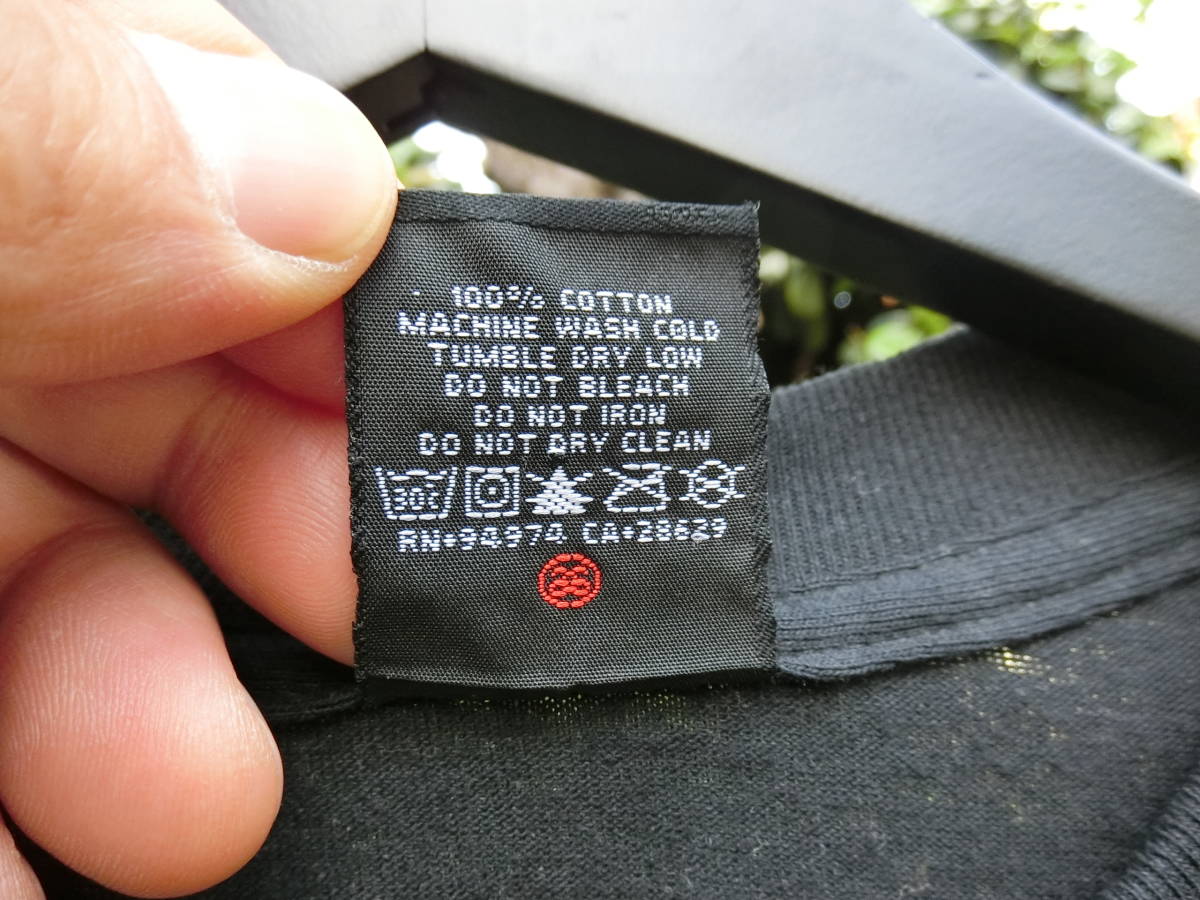 100% COTTON
MACHINE WASH COLD
TUMBLE DRY LOW
DO NOT BLEACH
DO NOT IRON
DO NOT DRY CLEAN
30C
RN#94974 CA#28629